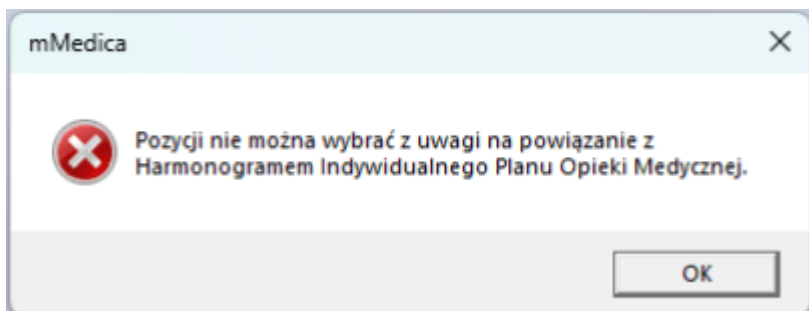 mMedica
Pozycji nie można wybrać z uwagi na powiązanie z
Harmonogramem Indywidualnego Planu Opieki Medycznej.
OK